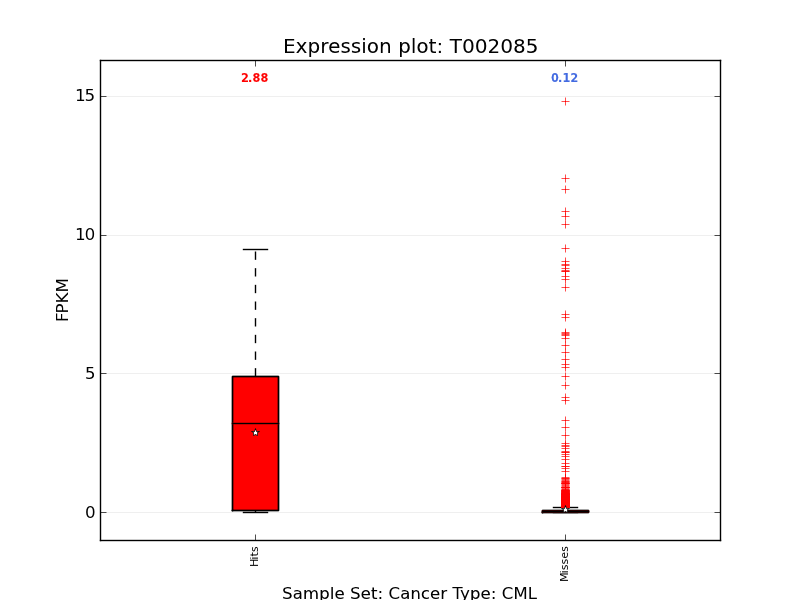 Expression plot: T002085
2.88
0.12
15
10
5
0
FPKM
Hits
Misses
Sample Set: Cancer Type: CML